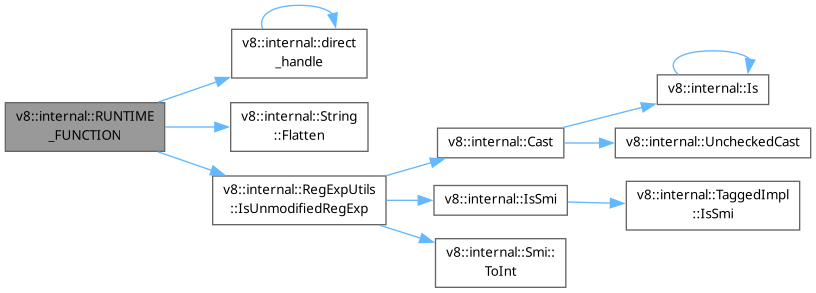 v8::internal::RUNTIME
_FUNCTION
v8::internal::direct
_handle
v8::internal::String
::Flatten
v8::internal::RegExpUtils
::IsUnmodifiedRegExp
v8::internal::Cast
v8::internal::Is
v8::internal::UncheckedCast
v8::internal::IsSmi
v8::internal::TaggedImpl
::IsSmi
v8::internal::Smi::
ToInt